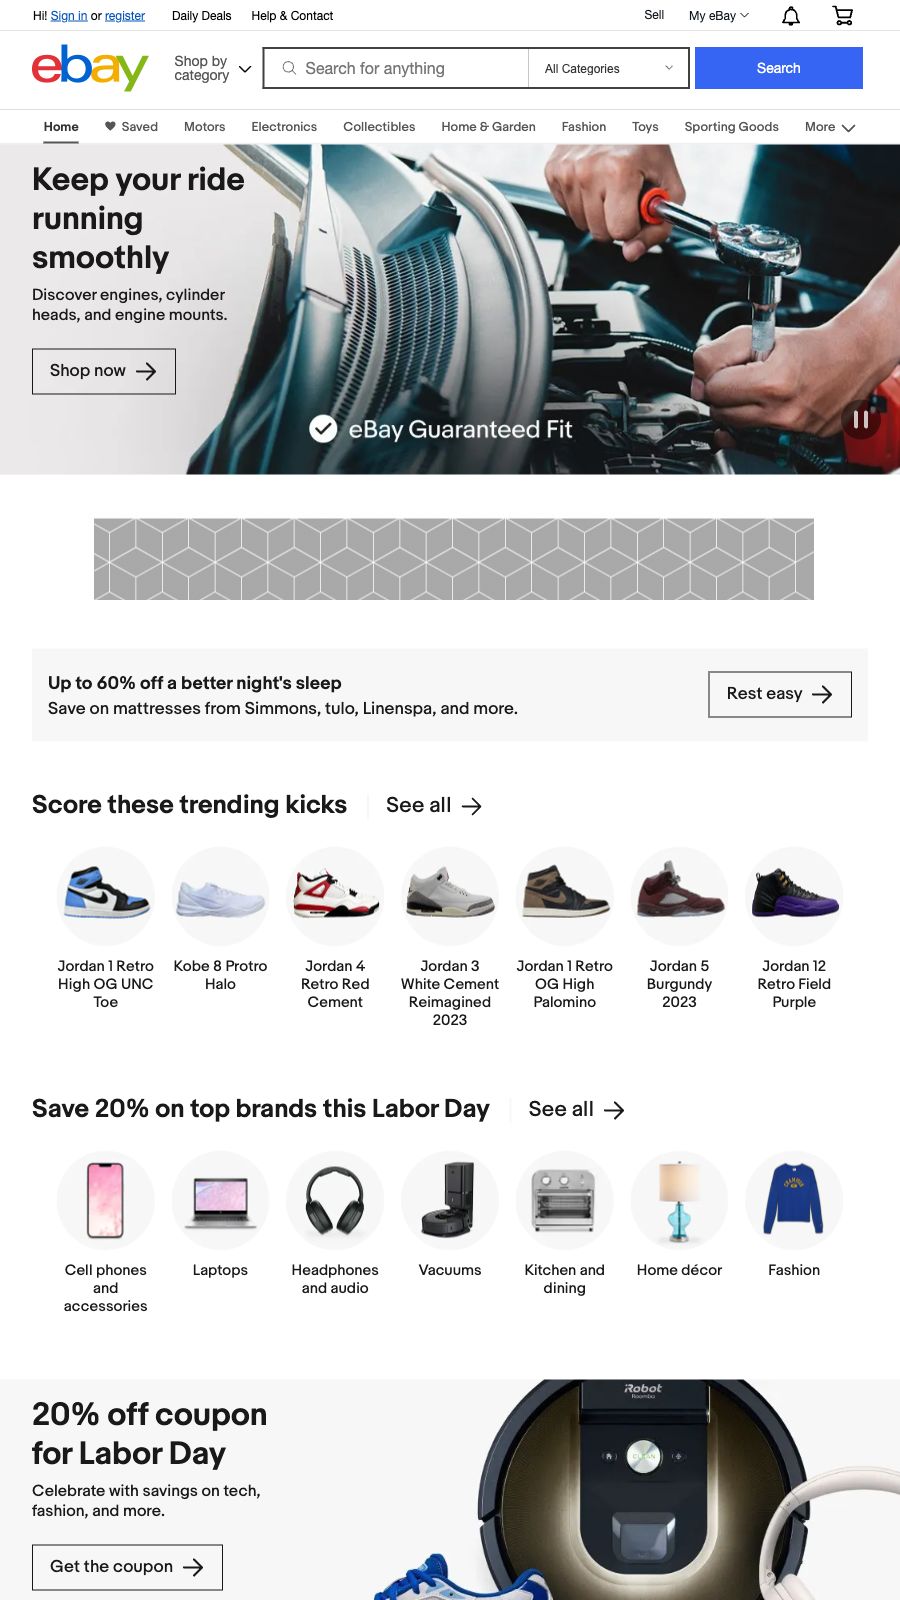 Hi! Sign in or register Daily Deals Help & Contact Sell My eBay
ebay Shop by category Search for anything All Categories Search
Home Saved Motors Electronics Collectibles Home & Garden Fashion Toys Sporting Goods More
Keep your ride
running
smoothly
Discover engines, cylinder
heads, and engine mounts.
Shop now
eBay Guaranteed Fit
Up to 60% off a better night's sleep
Save on mattresses from Simmons, tulo, Linenspa, and more.
Rest easy
Score these trending kicks See all
Jordan 1 Retro
High OG UNC
Toe
Kobe 8 Protro
Halo
Jordan 4
Retro Red
Cement
Jordan 3
White Cement
Reimagined
2023
Jordan 1 Retro
OG High
Palomino
Jordan 5
Burgundy
2023
Jordan 12
Retro Field
Purple
Save 20% on top brands this Labor Day See all
Cell phones
and
accessories
Laptops
Headphones
and audio
Vacuums
Kitchen and
dining
Home décor
Fashion
20% off coupon
for Labor Day
Celebrate with savings on tech,
fashion, and more.
Get the coupon
iRobot
Roomba
CLEAN